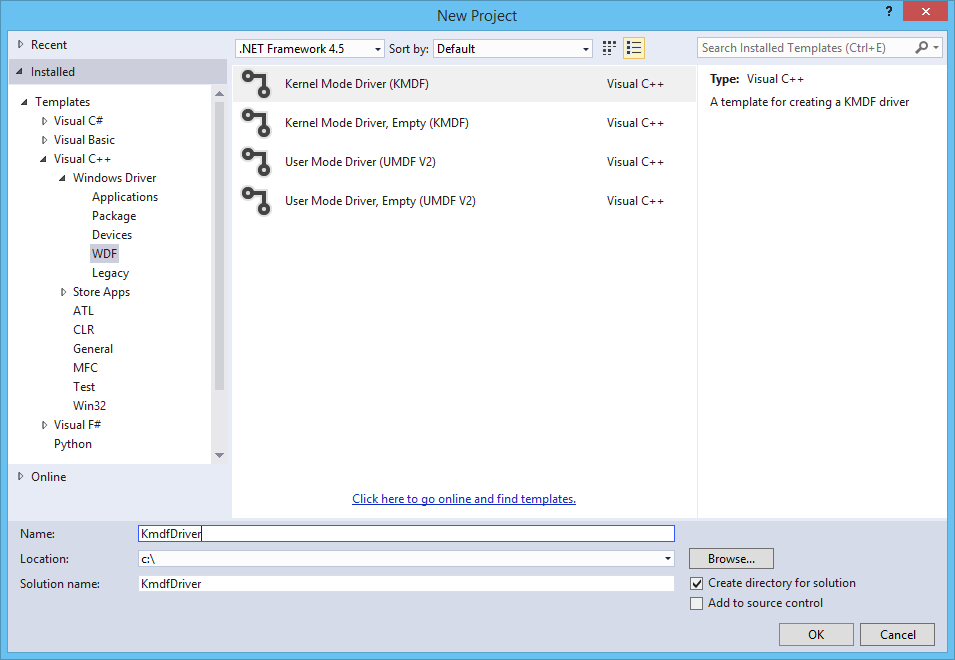 New Project
?
Recent
Installed
Templates
Visual C#
Visual Basic
Visual C++
Windows Driver
Applications
Package
Devices
WDF
Legacy
Store Apps
ATL
CLR
General
MFC
Test
Win32
Visual F#
Python
Online
.NET Framework 4.5 Sort by: Default
Search Installed Templates (Ctrl+E)
Kernel Mode Driver (KMDF) Visual C++
Kernel Mode Driver, Empty (KMDF) Visual C++
User Mode Driver (UMDF V2) Visual C++
User Mode Driver, Empty (UMDF V2) Visual C++
Click here to go online and find templates.
Type: Visual C++
A template for creating a KMDF driver
Name: KmdfDriver
Location: c:\ Browse...
Solution name: KmdfDriver
Create directory for solution
Add to source control
OK Cancel